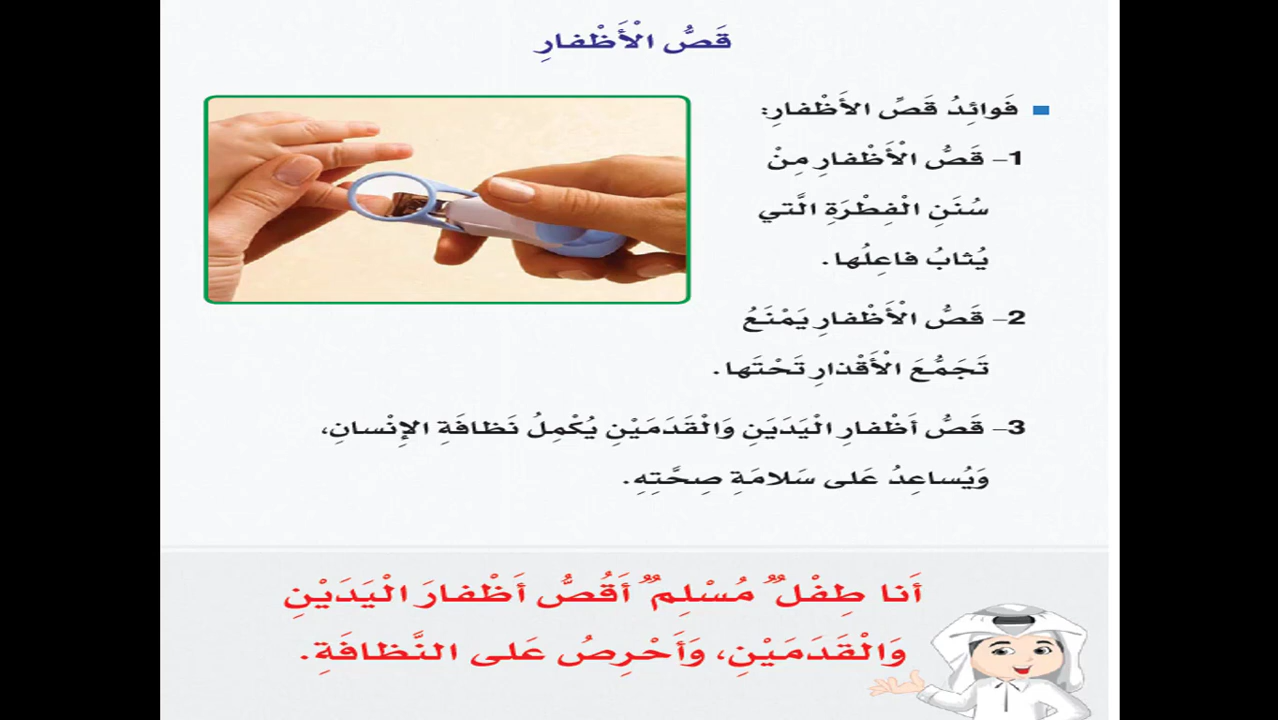 قَصُّ الْأَظْفارِ
فَوائِدُ قَصِّ الأَظْفارِ:
1- قَصُّ الْأَظْفارِ مِنْ
سُنَنِ الْفِطْرَةِ الَّتي
يُثابُ فاعِلُها.
2- قَصُّ الْأَظْفارِ يَمْنَعُ
تَجَمُّعَ الْأَقْذارِ تَحْتَها.
3- قَصُّ أَظْفارِ الْيَدَيَنِ وَالْقَدَمَيْنِ يُكْمِلُ نَظافَةِ الإِنْسانِ،
وَيُساعِدُ عَلى سَلامَةِ صِحَّتِهِ.
أَنا طِفْلٌ مُسْلِمٌ أَقُصُّ أَظْفارَ الْيَدَيْنِ
وَالْقَدَمَيْنِ، وَأَحْرِصُ عَلى النَّظافَةِ.